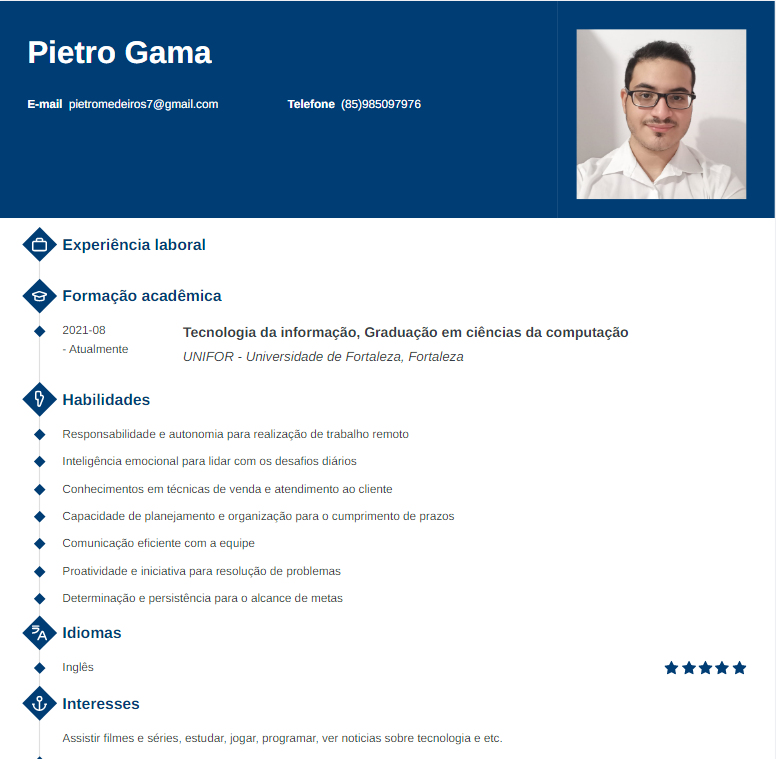 Pietro Gama
E-mail pietromedeiros7@gmail.com Telefone (85)985097976
Experiência laboral
Formação acadêmica
2021-08
- Atualmente
Tecnologia da informação, Graduação em ciências da computação
UNIFOR - Universidade de Fortaleza, Fortaleza
Habilidades
Responsabilidade e autonomia para realização de trabalho remoto
Inteligência emocional para lidar com os desafios diários
Conhecimentos em técnicas de venda e atendimento ao cliente
Capacidade de planejamento e organização para o cumprimento de prazos
Comunicação eficiente com a equipe
Proatividade e iniciativa para resolução de problemas
Determinação e persistência para o alcance de metas
Idiomas
Inglês
Interesses
Assistir filmes e séries, estudar, jogar, programar, ver noticias sobre tecnologia e etc.